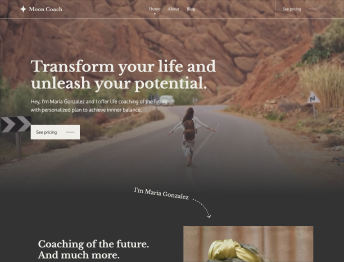 Moon Coach
Home About Blog
See pricing
Transform your life and
unleash your potential.
Hey, I'm Maria Gonzalez and I offer life coaching of the future
with personalized plan to achieve innner balance.
See pricing
I'm Maria Gonzalez
Coaching of the future.
And much more.